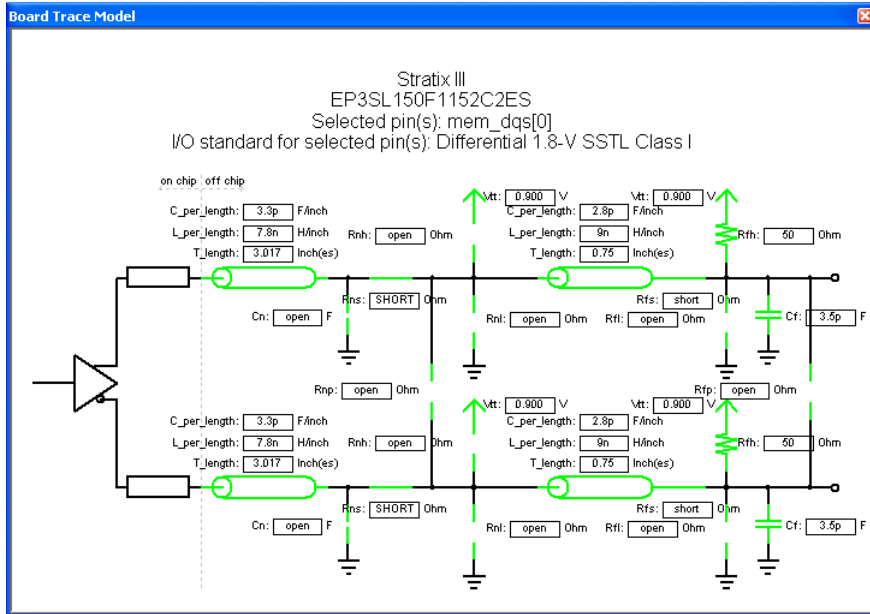 Board Trace Model
Stratix III
EP3SL150F1152C2ES
Selected pin(s): mem_dqs[0]
I/O standard for selected pin(s): Differential 1.8-V SSTL Class I
on chip off chip
Vtt: 0.900 V Vtt: 0.900 V
C_per_length: 3.3p F/inch C_per_length: 2.8p F/inch
L_per_length: 7.8n H/inch Rnh: open Ohm L_per_length: 9n H/inch Rfh: 50 Ohm
T_length: 3.017 Inch(es) T_length: 0.75 Inch(es)
Rns: SHORT Ohm Rfs: short Ohm
Cn: open F Rnl: open Ohm Rfl: open Ohm Cf: 3.5p F
Rnp: open Ohm Rfp: open Ohm
Vtt: 0.900 V Vtt: 0.900 V
C_per_length: 3.3p F/inch C_per_length: 2.8p F/inch
L_per_length: 7.8n H/inch Rnh: open Ohm L_per_length: 9n H/inch Rfh: 50 Ohm
T_length: 3.017 Inch(es) T_length: 0.75 Inch(es)
Rns: SHORT Ohm Rfs: short Ohm
Cn: open F Rnl: open Ohm Rfl: open Ohm Cf: 3.5p F